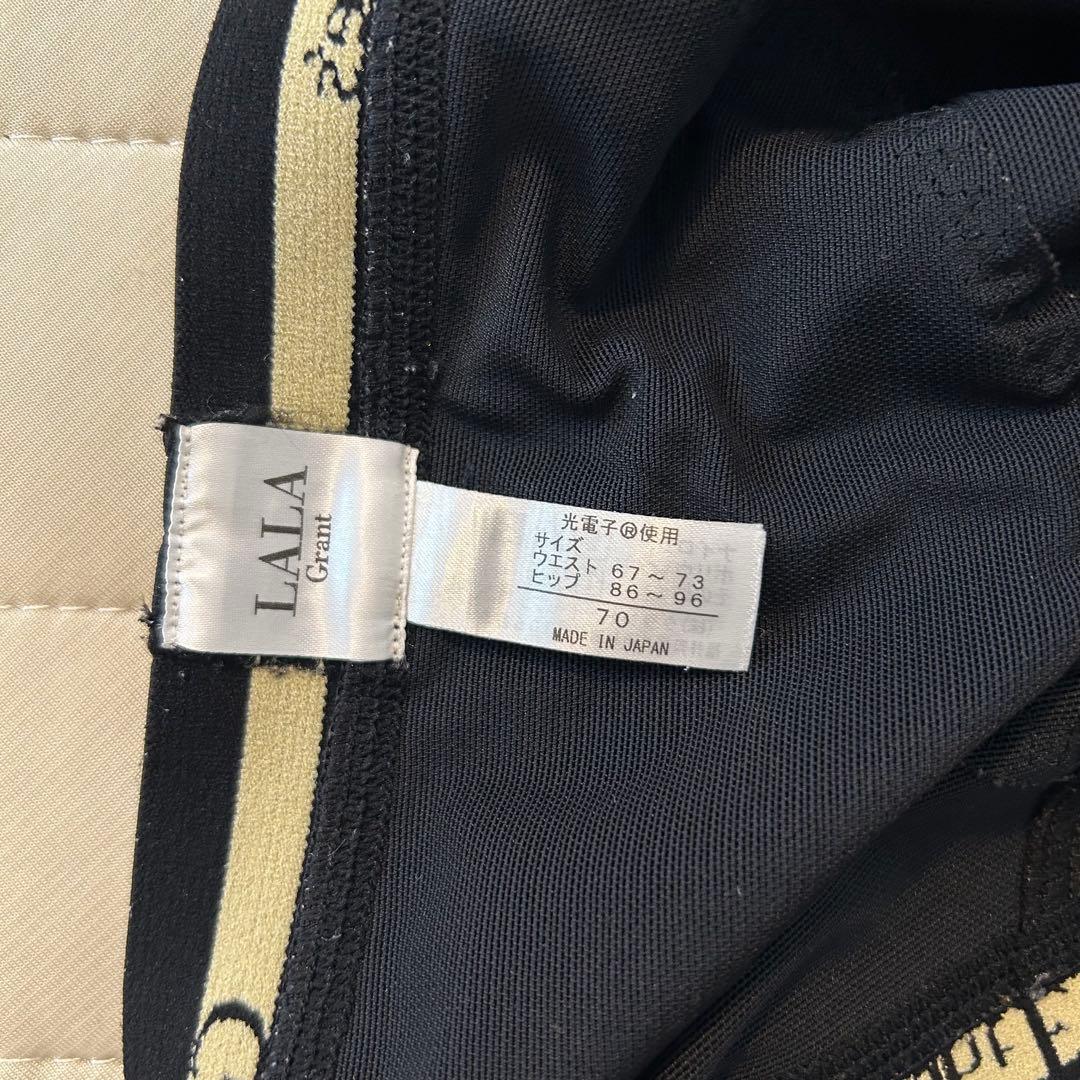 LALA
Grant
光電子®使用
サイズ
ウエスト 67～73
ヒップ 86～96
70
MADE IN JAPAN